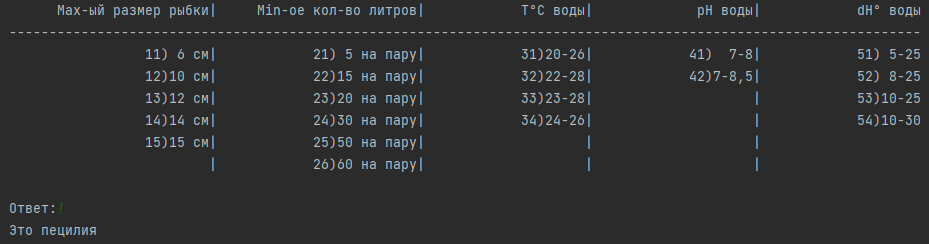 Max-ый размер рыбки| Min-ое кол-во литров| T°C воды| pH воды| dH° воды
------------------------------------------------------------------------------------------------------------------
11) 6 см| 21) 5 на пару| 31)20-26| 41)  7-8| 51) 5-25
12)10 см| 22)15 на пару| 32)22-28| 42)7-8,5| 52) 8-25
13)12 см| 23)20 на пару| 33)23-28| | 53)10-25
14)14 см| 24)30 на пару| 34)24-26| | 54)10-30
15)15 см| 25)50 на пару| | |
| 26)60 на пару| | |
Ответ:!
Это пецилия